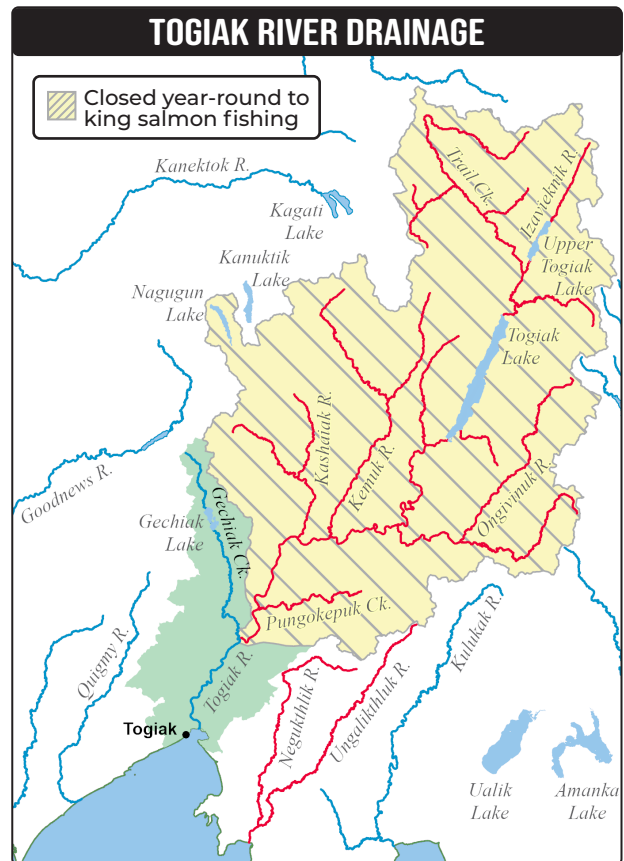 TOGIAK RIVER DRAINAGE
Closed year-round to
king salmon fishing
Kanektok R.
Kagati
Lake
Trail Ck.
Izavieknik R.
Upper
Togiak
Lake
Kanuktik
Lake
Nagugun
Lake
Togiak
Lake
Kashaiak R.
Kemuk R.
Ongivinuk R.
Goodnews R.
Gechiak
Lake
Gechiak Ck.
Pungokepuk Ck.
Quigmy R.
Togiak R.
Kulukak R.
Negukthlik R.
Ungalikthluk R.
Togiak
Ualik
Lake
Amanka
Lake